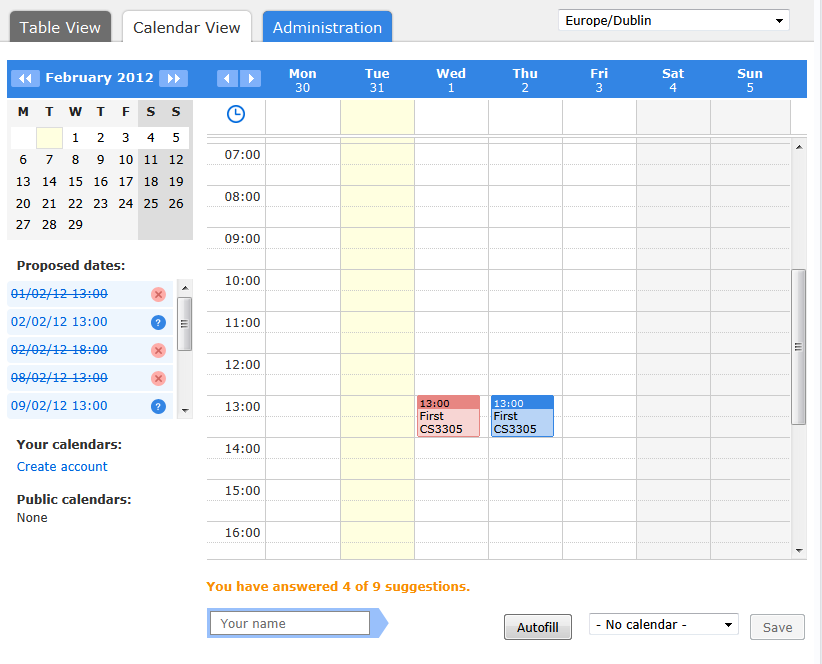 Table View
Calendar View
Administration
Europe/Dublin
February 2012
Mon 30
Tue 31
Wed 1
Thu 2
Fri 3
Sat 4
Sun 5
M T W T F S S
1 2 3 4 5
6 7 8 9 10 11 12
13 14 15 16 17 18 19
20 21 22 23 24 25 26
27 28 29
Proposed dates:
01/02/12 13:00
02/02/12 13:00
?
02/02/12 18:00
08/02/12 13:00
09/02/12 13:00
?
Your calendars:
Create account
Public calendars:
None
07:00
08:00
09:00
10:00
11:00
12:00
13:00
14:00
15:00
16:00
13:00
First
CS3305
13:00
First
CS3305
You have answered 4 of 9 suggestions.
Your name
Autofill
- No calendar -
Save